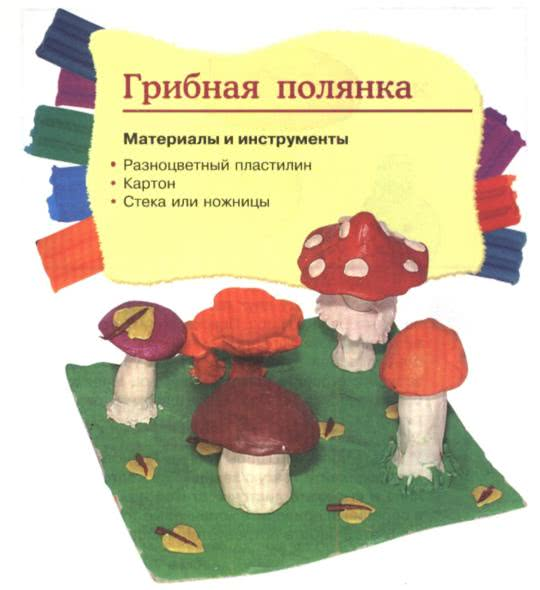 Грибная полянка
Материалы и инструменты
• Разноцветный пластилин
• Картон
• Стека или ножницы